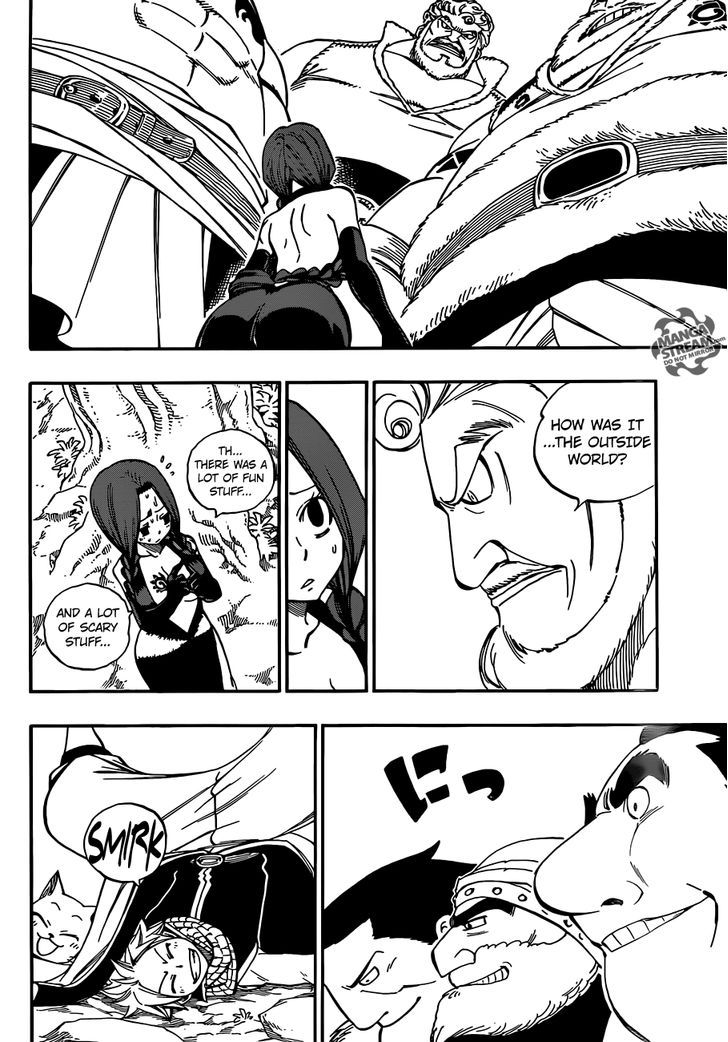 MANGA
STREAM
DO NOT MIRROR
HOW WAS IT
...THE OUTSIDE
WORLD?
TH...
THERE WAS A
LOT OF FUN
STUFF...
AND A LOT
OF SCARY
STUFF...
にっ
SMIRK